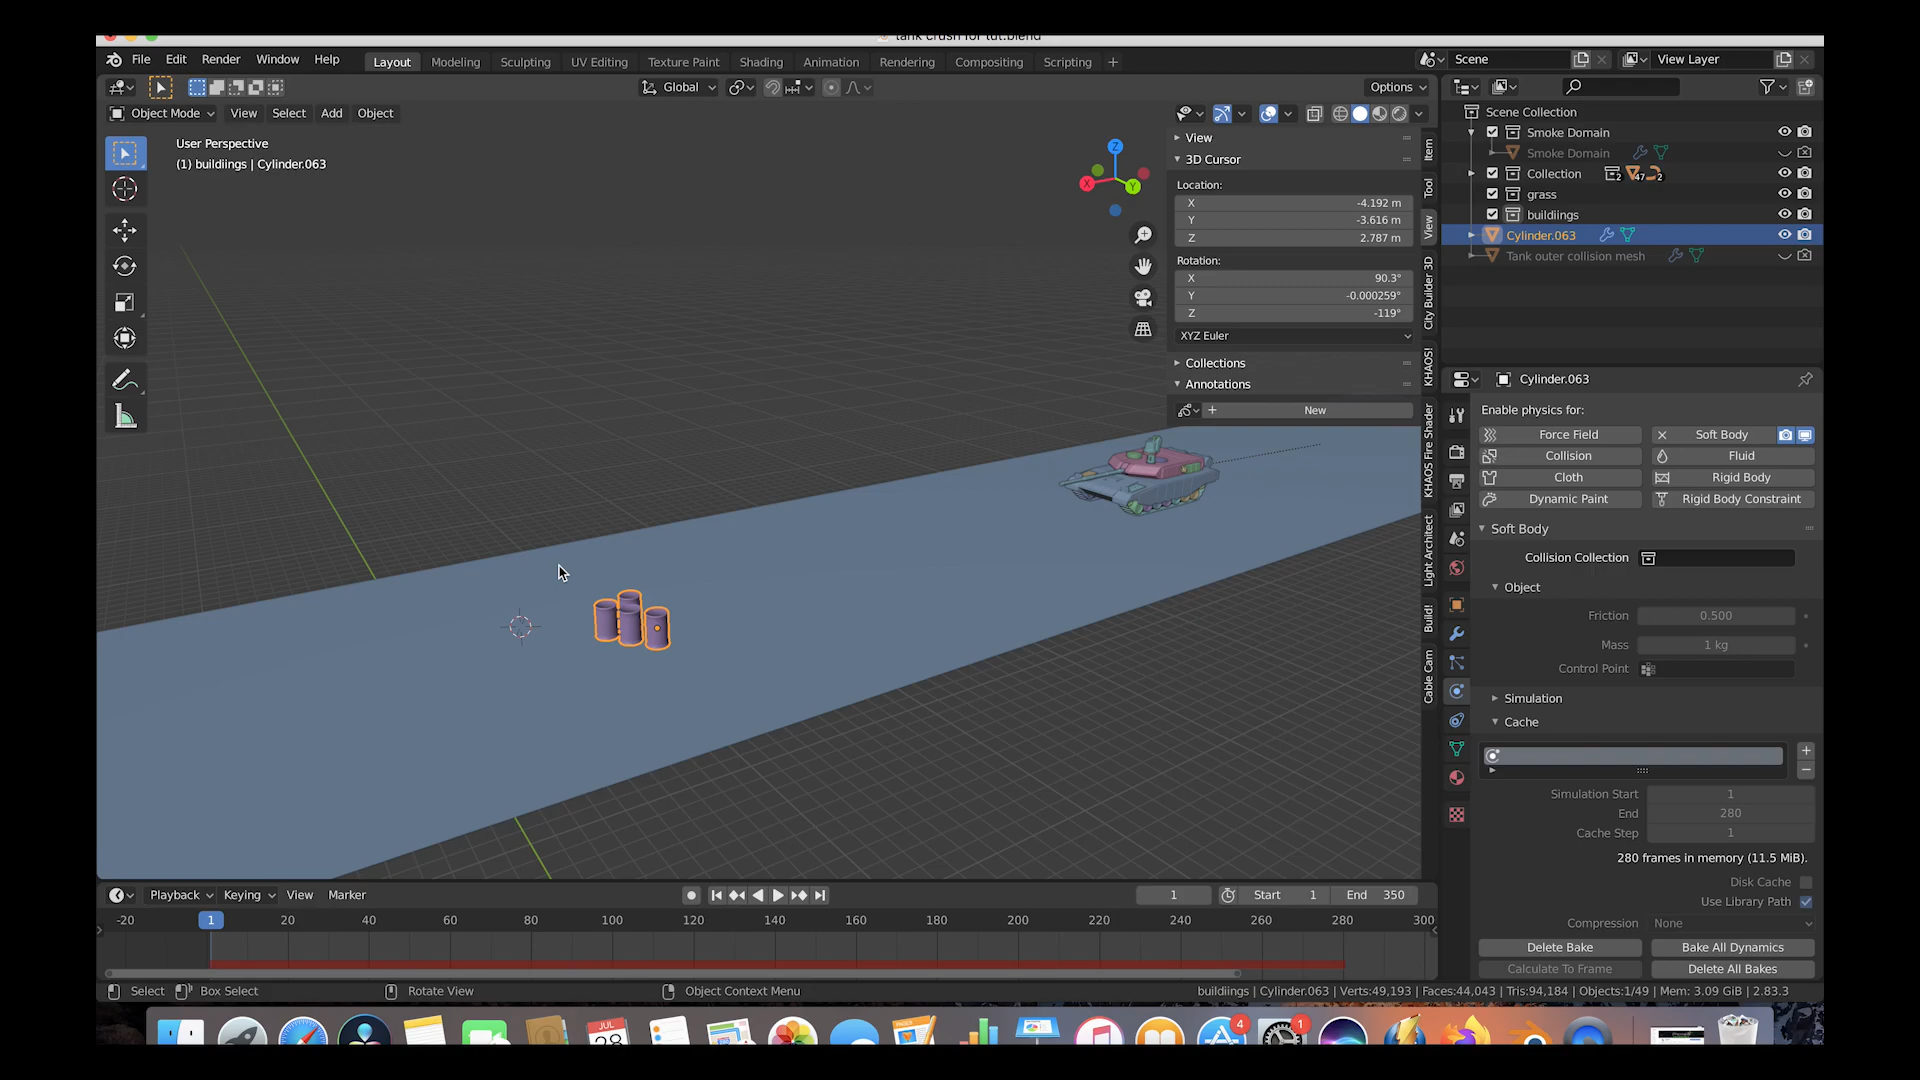 tank crush for tut.blend
File Edit Render Window Help
Layout Modeling Sculpting UV Editing Texture Paint Shading Animation Rendering Compositing Scripting +
Scene View Layer
Global Options
Object Mode View Select Add Object
User Perspective
(1) buildiings | Cylinder.063
Z
X
Y
View
3D Cursor
Location:
X -4.192 m
Y -3.616 m
Z 2.787 m
Rotation:
X 90.3°
Y -0.000259°
Z -119°
XYZ Euler
Collections
Annotations
+ New
Item
Tool
View
City Builder 3D
KHAOS!
KHAOS Fire Shader
Light Architect
Build!
Cable Cam
Scene Collection
Smoke Domain
Smoke Domain
Collection 2 47 2
grass
buildiings
Cylinder.063
Tank outer collision mesh
Cylinder.063
Enable physics for:
Force Field Soft Body
Collision Fluid
Cloth Rigid Body
Dynamic Paint Rigid Body Constraint
Soft Body
Collision Collection
Object
Friction 0.500
Mass 1 kg
Control Point
Simulation
Cache
Simulation Start 1
End 280
Cache Step 1
280 frames in memory (11.5 MiB).
Disk Cache
Use Library Path
Compression None
Delete Bake Bake All Dynamics
Calculate To Frame Delete All Bakes
Playback Keying View Marker
1 Start 1 End 350
-20 1 20 40 60 80 100 120 140 160 180 200 220 240 260 280 300
Select Box Select Rotate View Object Context Menu
buildiings | Cylinder.063 | Verts:49,193 | Faces:44,043 | Tris:94,184 | Objects:1/49 | Mem: 3.09 GiB | 2.83.3
JUL
28
4
1